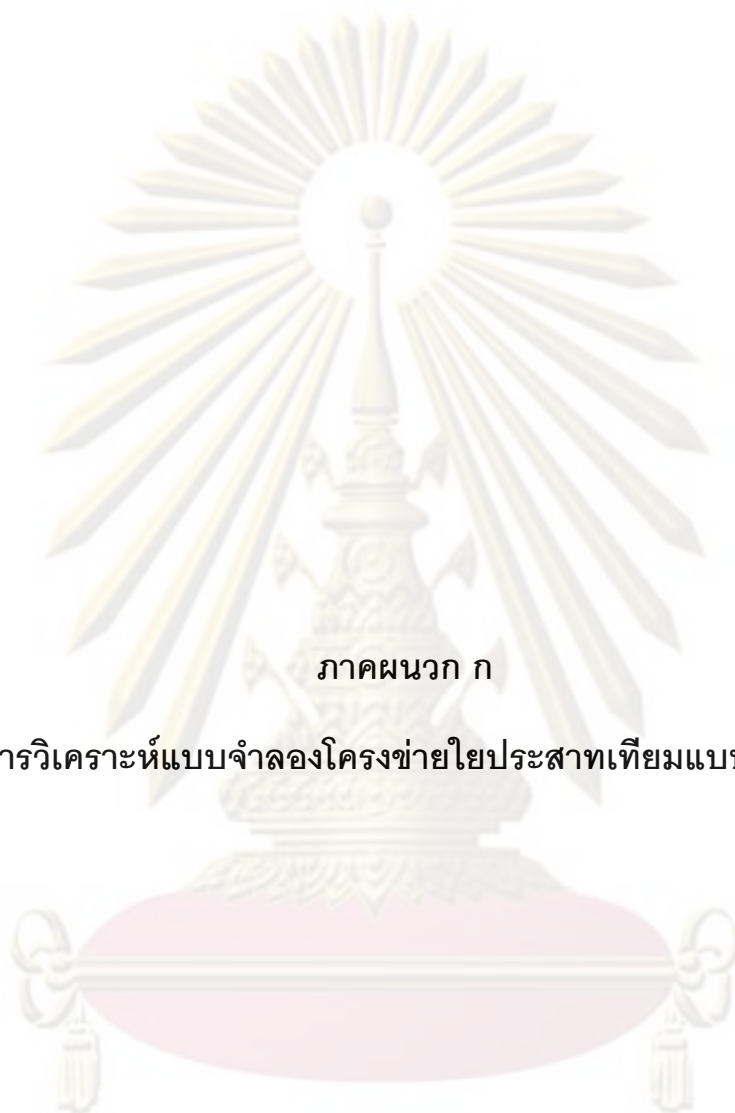 ภาคผนวก ก
ารวิเคราะห์แบบจำลองโครงข่ายใยประสาทเทียมแบบ